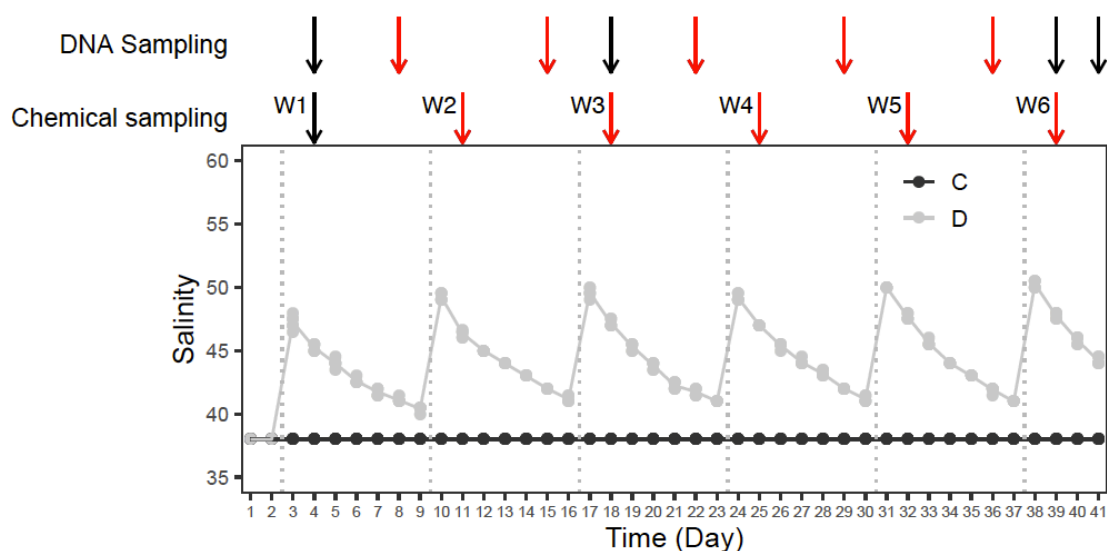 DNA Sampling
Chemical sampling
W1 W2 W3 W4 W5 W6
60
55
50
45
40
35
Salinity
C
D
1 2 3 4 5 6 7 8 9 10 11 12 13 14 15 16 17 18 19 20 21 22 23 24 25 26 27 28 29 30 31 32 33 34 35 36 37 38 39 40 41
Time (Day)